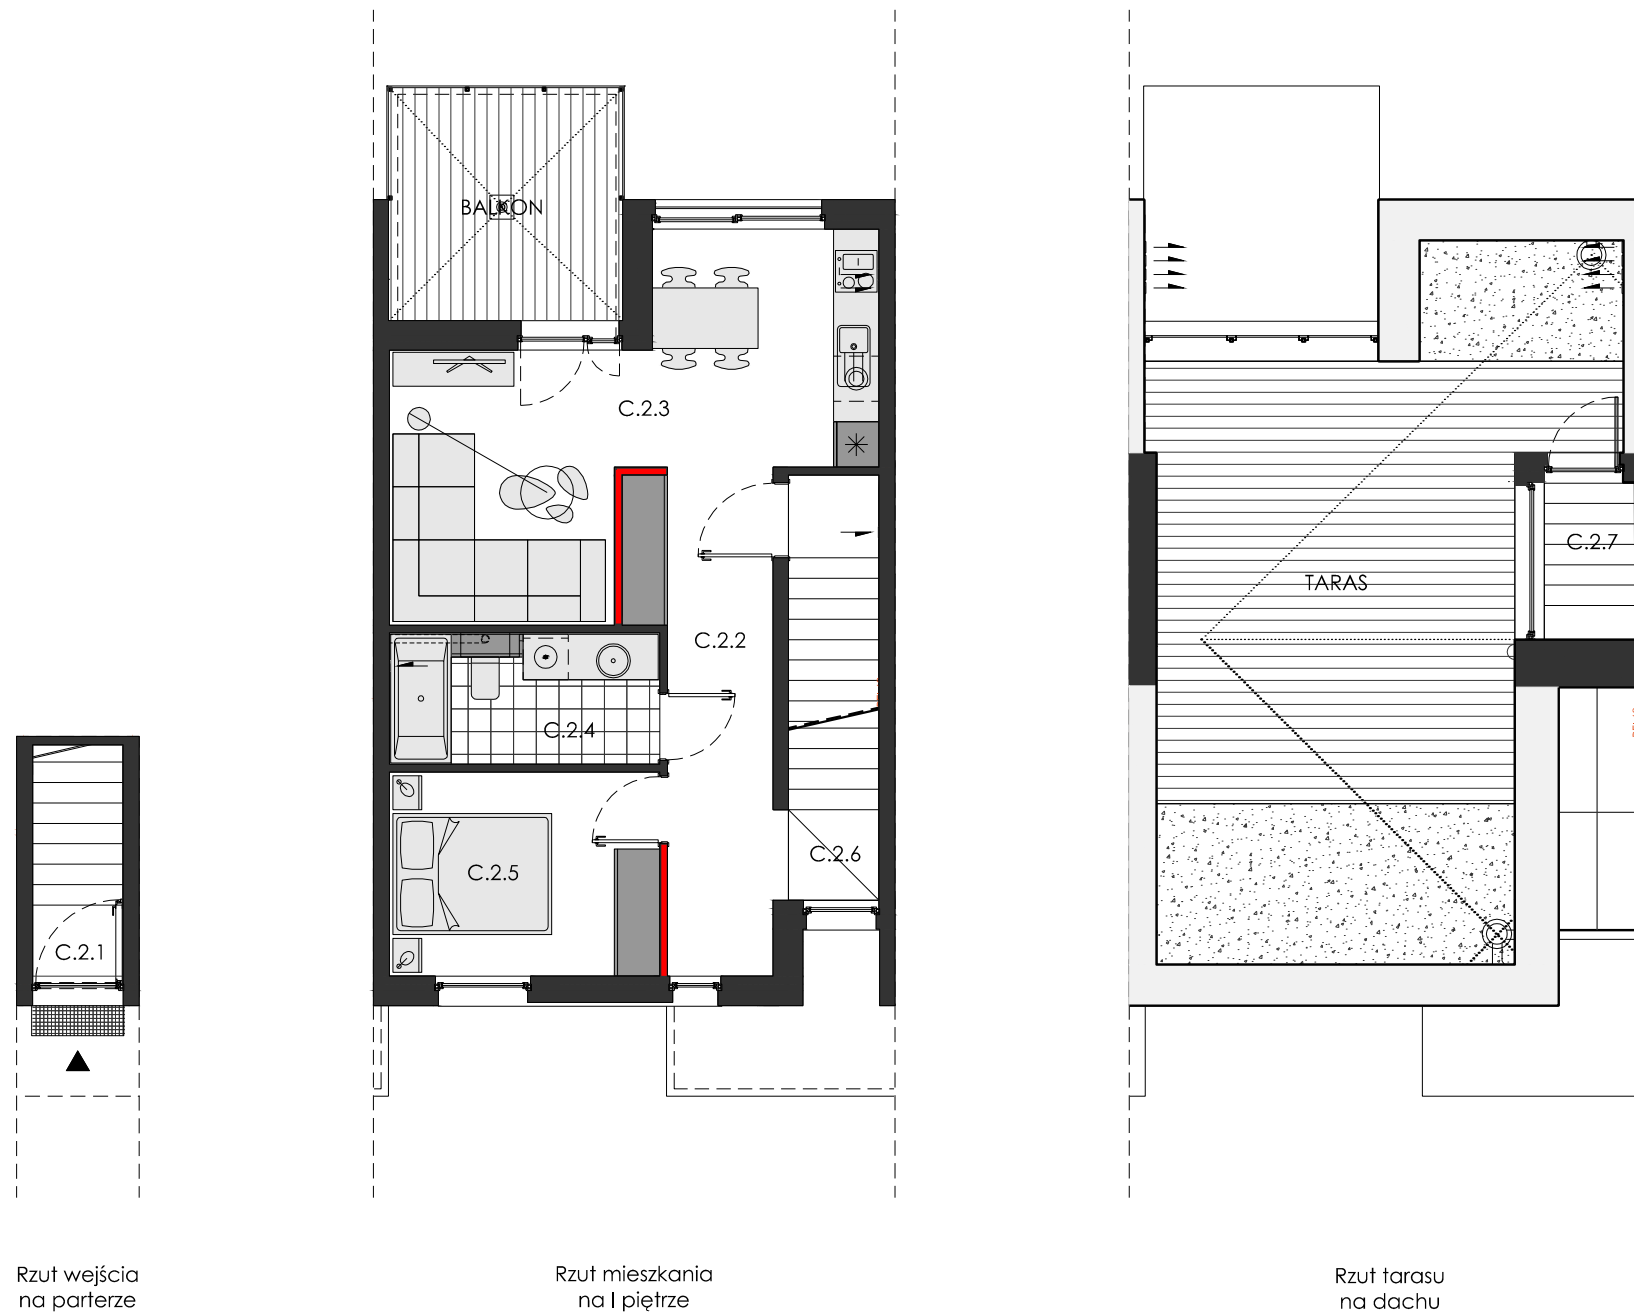 BALKON
C.2.3
C.2.2
C.2.4
C.2.5
C.2.6
C.2.1
TARAS
C.2.7
Rzut wejścia
na parterze
Rzut mieszkania
na I piętrze
Rzut tarasu
na dachu